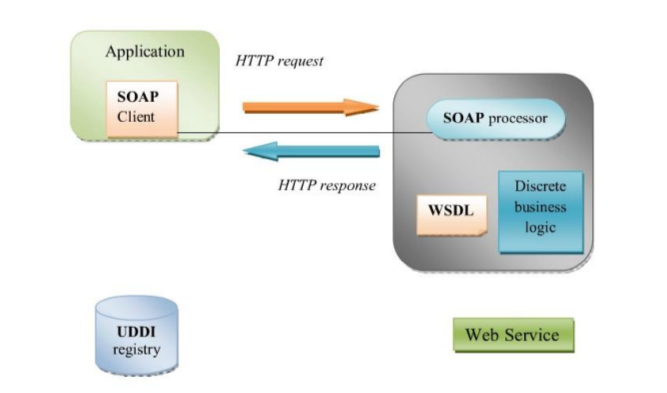 Application
HTTP request
SOAP
Client
SOAP processor
HTTP response
WSDL
Discrete
business
logic
UDDI
registry
Web Service